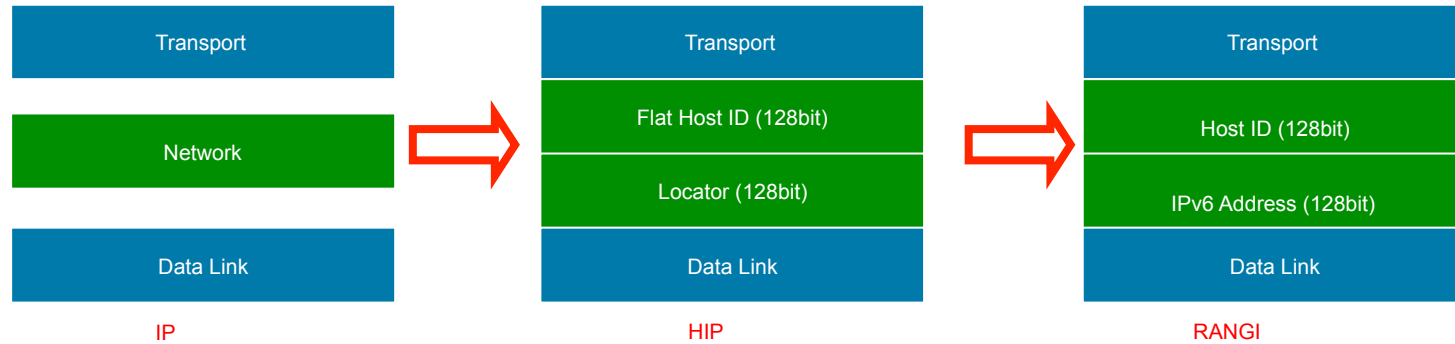 Transport
Network
Data Link
IP
Transport
Flat Host ID (128bit)
Locator (128bit)
Data Link
HIP
Transport
Host ID (128bit)
IPv6 Address (128bit)
Data Link
RANGI